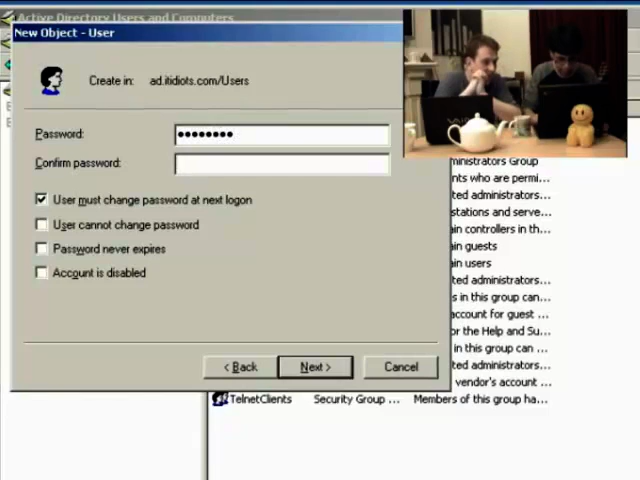 Active Directory Users and Computers
New Object - User
Create in: ad.itidiots.com/Users
Password:
Confirm password:
User must change password at next logon
User cannot change password
Password never expires
Account is disabled
< Back Next > Cancel
VAIO
ministrators Group
nts who are permi...
ted administrators...
stations and serve...
ain controllers in th...
ain guests
ain users
ted administrators...
s in this group can...
account for guest ...
or the Help and Su...
in this group can ...
ted administrators...
vendor's account ...
TelnetClients Security Group ... Members of this group ha...